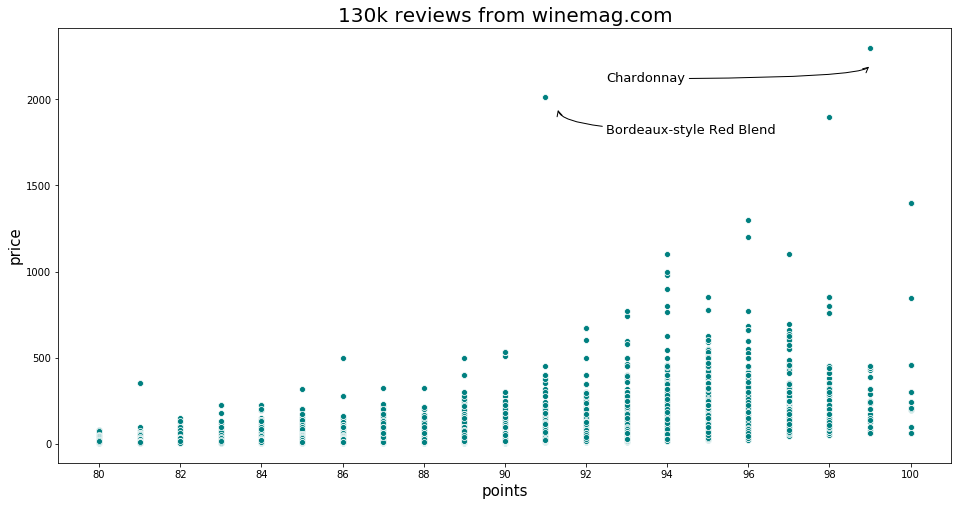 130k reviews from winemag.com
Chardonnay
Bordeaux-style Red Blend
price
2000
1500
1000
500
0
80 82 84 86 88 90 92 94 96 98 100
points